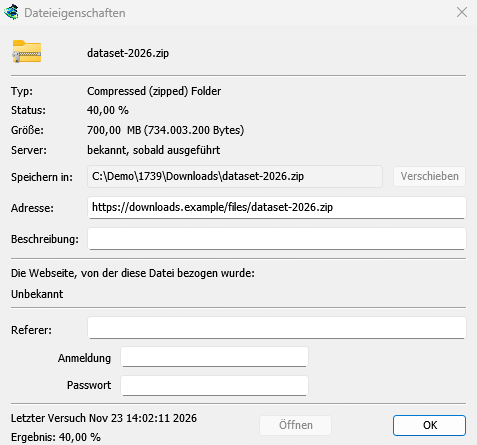 Dateieigenschaften
dataset-2026.zip
Typ: Compressed (zipped) Folder
Status: 40,00 %
Größe: 700,00 MB (734.003.200 Bytes)
Server: bekannt, sobald ausgeführt
Speichern in: C:\Demo\1739\Downloads\dataset-2026.zip Verschieben
Adresse: https://downloads.example/files/dataset-2026.zip
Beschreibung:
Die Webseite, von der diese Datei bezogen wurde:
Unbekannt
Referer:
Anmeldung
Passwort
Letzter Versuch Nov 23 14:02:11 2026
Öffnen OK
Ergebnis: 40,00 %